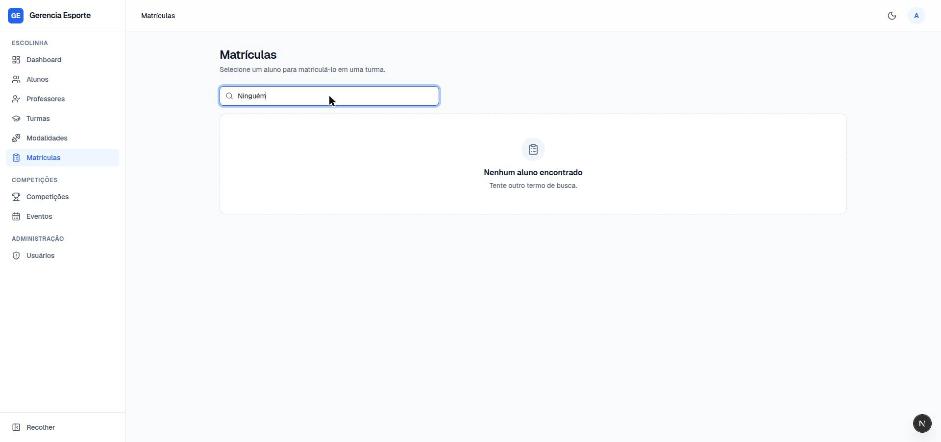 GE Gerencia Esporte
Matrículas
A
ESCOLINHA
Dashboard
Alunos
Professores
Turmas
Modalidades
Matrículas
COMPETIÇÕES
Competições
Eventos
ADMINISTRAÇÃO
Usuários
Recolher
Matrículas
Selecione um aluno para matriculá-lo em uma turma.
Ninguém
Nenhum aluno encontrado
Tente outro termo de busca.
N